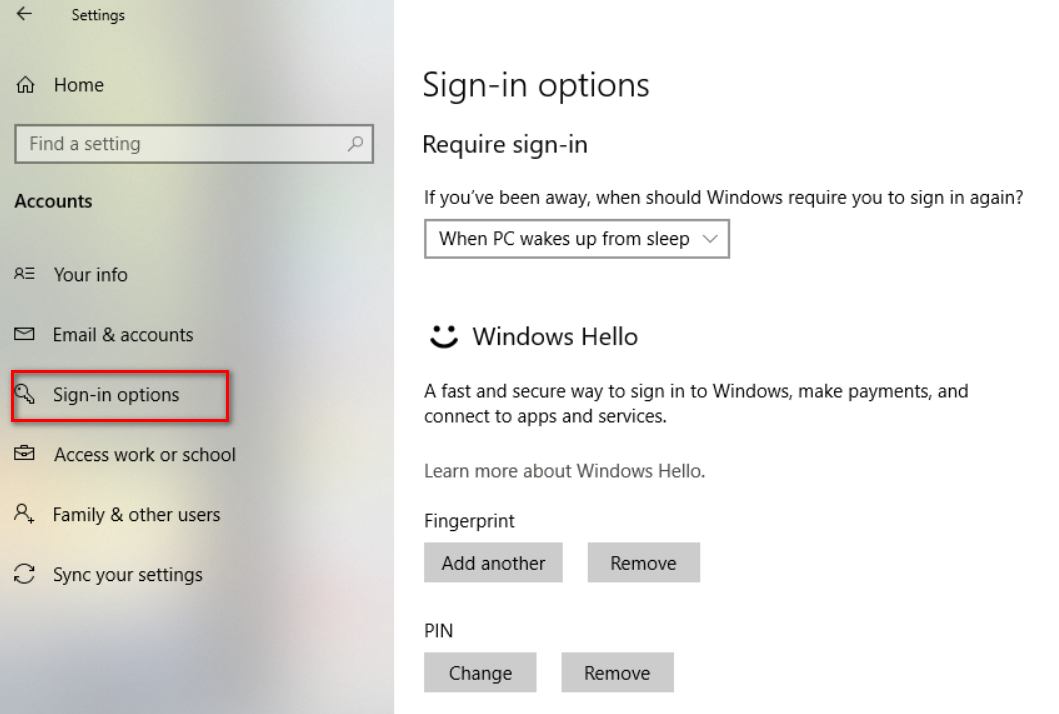 Settings
Home
Find a setting
Accounts
Your info
Email & accounts
Sign-in options
Access work or school
Family & other users
Sync your settings
Sign-in options
Require sign-in
If you've been away, when should Windows require you to sign in again?
When PC wakes up from sleep
Windows Hello
A fast and secure way to sign in to Windows, make payments, and
connect to apps and services.
Learn more about Windows Hello.
Fingerprint
Add another Remove
PIN
Change Remove